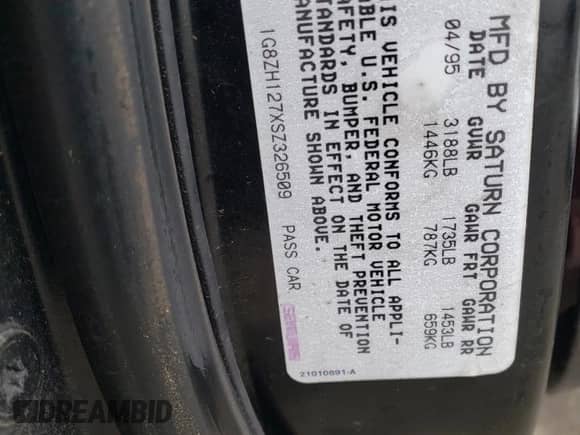 MFD BY SATURN CORPORATION
DATE GVWR GAWR FRT GAWR RR
04/95 3188LB 1735LB 1453LB
1446KG 787KG 659KG
THIS VEHICLE CONFORMS TO ALL APPLI-
CABLE U.S. FEDERAL MOTOR VEHICLE
SAFETY, BUMPER, AND THEFT PREVENTION
STANDARDS IN EFFECT ON THE DATE OF
MANUFACTURE SHOWN ABOVE.
1G8ZH127XSZ326509 PASS CAR
21010691-A
DREAMBID